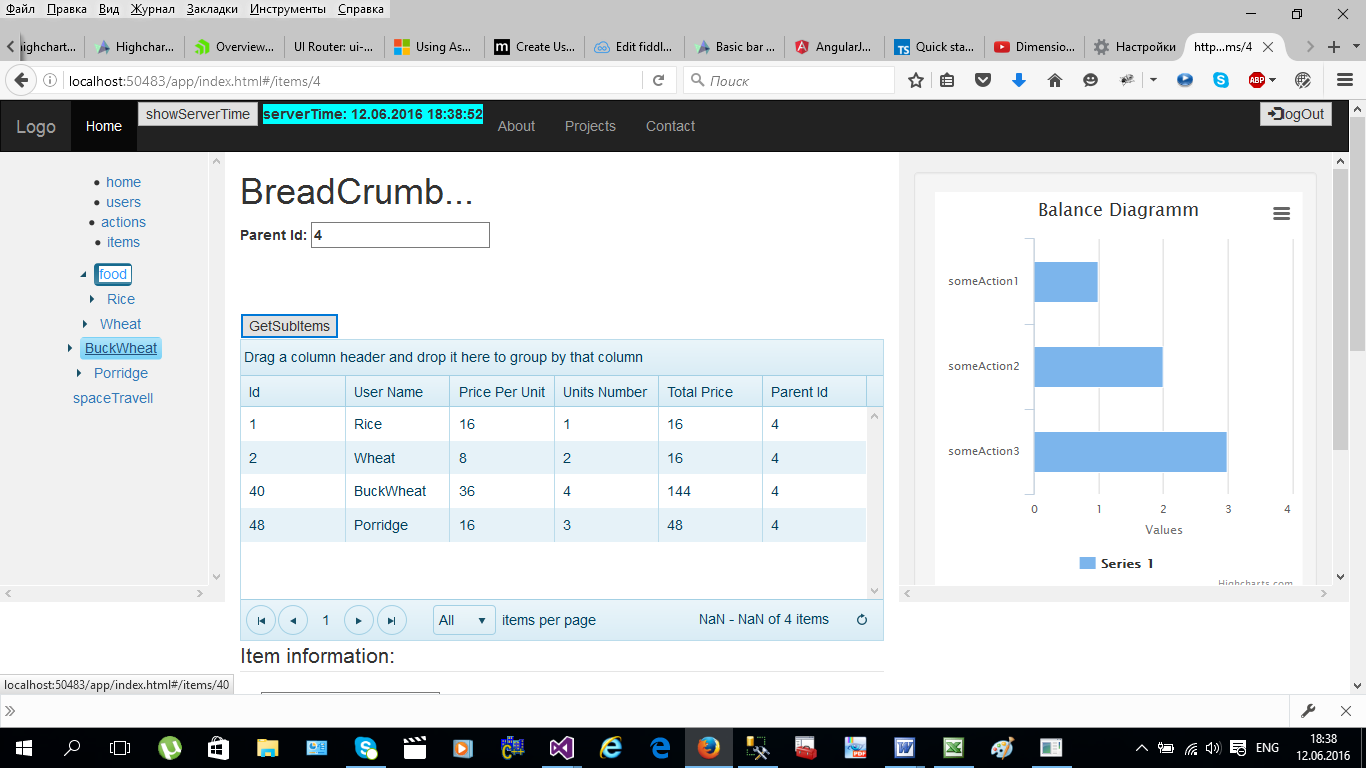 Файл Правка Вид Журнал Закладки Инструменты Справка
highchart... Highchar... Overview... UI Router: ui-... Using As... Create Us... Edit fiddl... Basic bar ... AngularJ... Quick sta... Dimensio... Настройки http...ms/4
localhost:50483/app/index.html#/items/4 Поиск ABP
Logo Home showServerTime serverTime: 12.06.2016 18:38:52 About Projects Contact logOut
home
users
actions
items
food
Rice
Wheat
BuckWheat
Porridge
spaceTravell
BreadCrumb...
Parent Id: 4
GetSubItems
Drag a column header and drop it here to group by that column
Id User Name Price Per Unit Units Number Total Price Parent Id
1 Rice 16 1 16 4
2 Wheat 8 2 16 4
40 BuckWheat 36 4 144 4
48 Porridge 16 3 48 4
1 All items per page NaN - NaN of 4 items
Item information:
Balance Diagramm
someAction1
someAction2
someAction3
0 1 2 3 4
Values
Series 1
Highcharts.com
localhost:50483/app/index.html#/items/40
ENG 18:38
12.06.2016